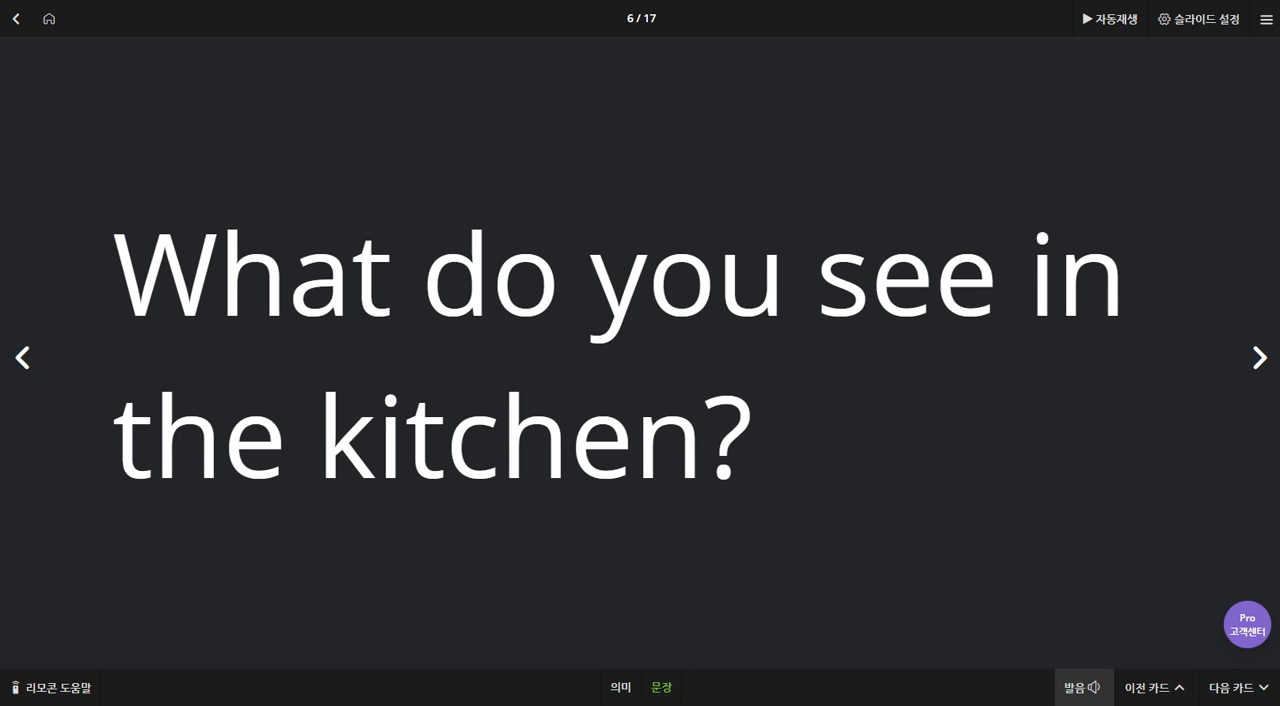 6 / 17
자동재생
슬라이드 설정
What do you see in
the kitchen?
Pro
고객센터
리모콘 도움말
의미
문장
발음
이전 카드
다음 카드